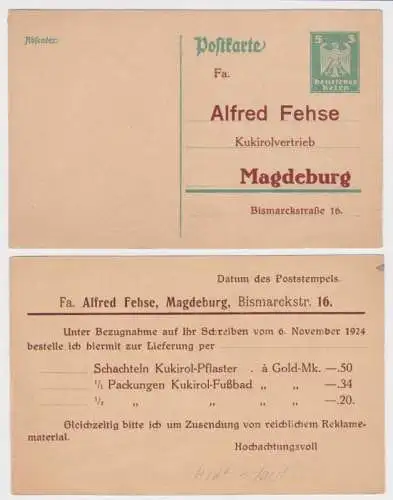 Absender:
Postkarte
5 5
Deutsches
Reich
Fa.
Alfred Fehse
Kukirolvertrieb
Magdeburg
Bismarckstraße 16.
Datum des Poststempels.
Fa. Alfred Fehse, Magdeburg, Bismarckstr. 16.
Unter Bezugnahme auf Ihr Schreiben vom 6. November 1924
bestelle ich hiermit zur Lieferung per
Schachteln Kukirol-Pflaster . à Gold-Mk. —.50
1/1 Packungen Kukirol-Fußbad „ „ —.34
1/2 „ „ „ „ —.20.
Gleichzeitig bitte ich um Zusendung von reichlichem Reklame-
material.
Hochachtungsvoll